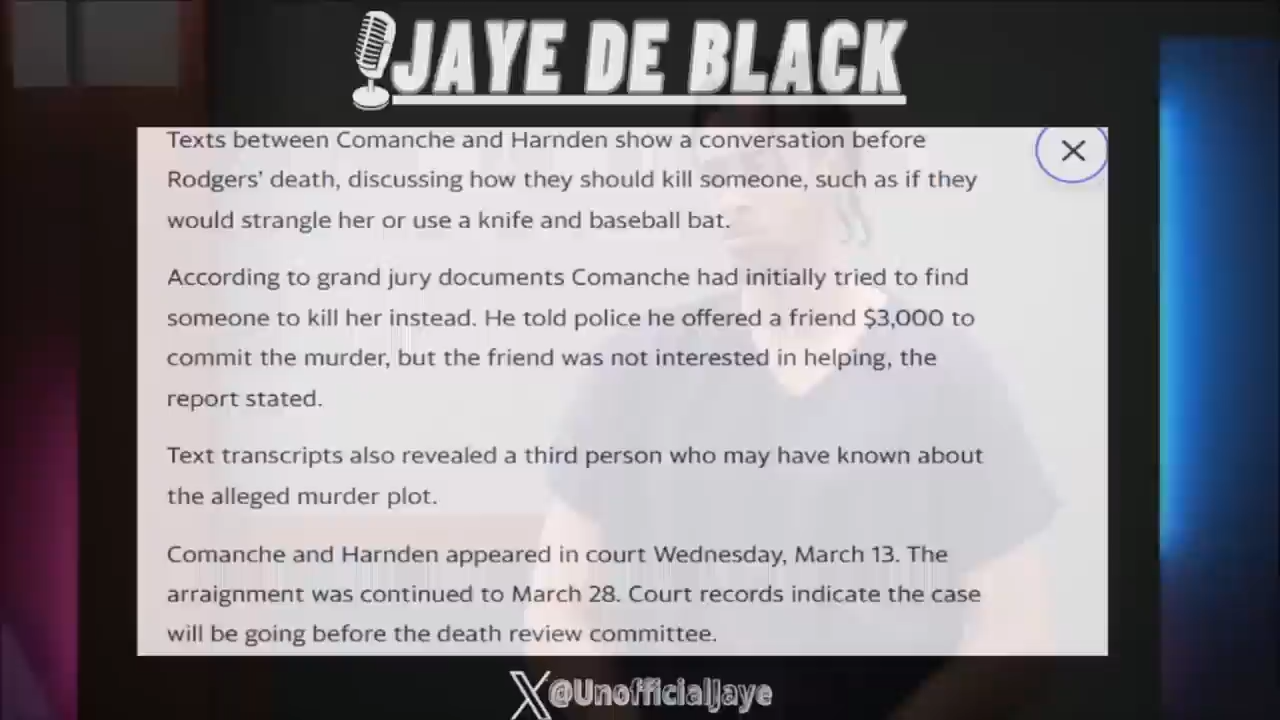 JAYE DE BLACK
Texts between Comanche and Harnden show a conversation before
Rodgers' death, discussing how they should kill someone, such as if they
would strangle her or use a knife and baseball bat.
According to grand jury documents Comanche had initially tried to find
someone to kill her instead. He told police he offered a friend $3,000 to
commit the murder, but the friend was not interested in helping, the
report stated.
Text transcripts also revealed a third person who may have known about
the alleged murder plot.
Comanche and Harnden appeared in court Wednesday, March 13. The
arraignment was continued to March 28. Court records indicate the case
will be going before the death review committee.
X@UnofficialJaye